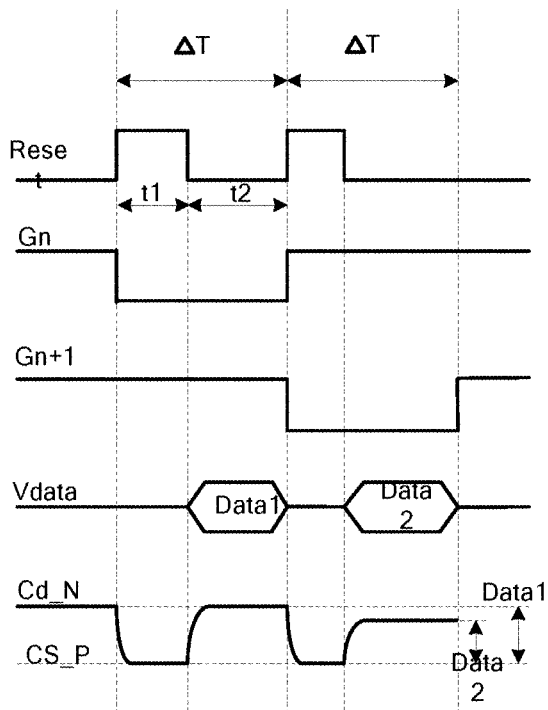 ΔT
ΔT
Rese
t
t1
t2
Gn
Gn+1
Vdata
Data1
Data
2
Cd_N
Data1
CS_P
Data
2